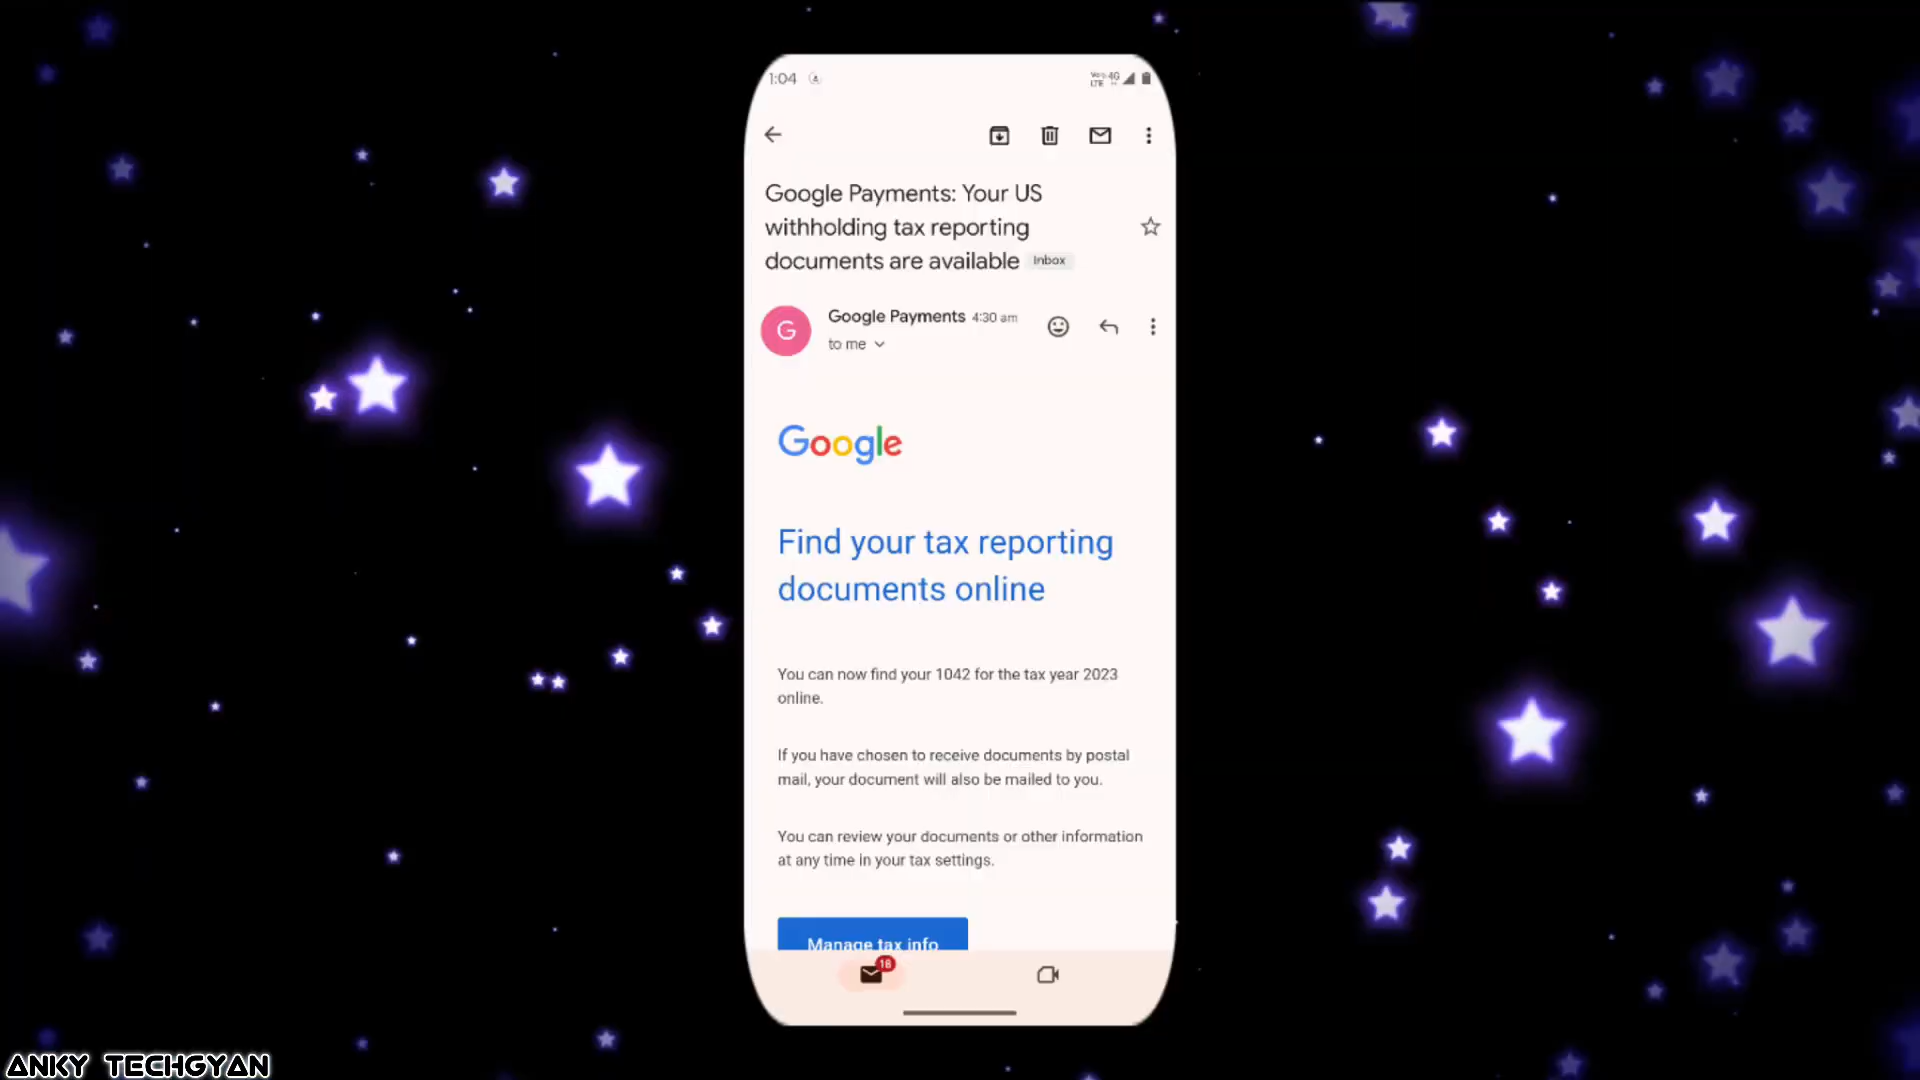 1:04
4G
LTE
Google Payments: Your US
withholding tax reporting
documents are available Inbox
G
Google Payments 4:30 am
to me
Google
Find your tax reporting
documents online
You can now find your 1042 for the tax year 2023
online.
If you have chosen to receive documents by postal
mail, your document will also be mailed to you.
You can review your documents or other information
at any time in your tax settings.
Manage tax info
18
ANKY TECHGYAN